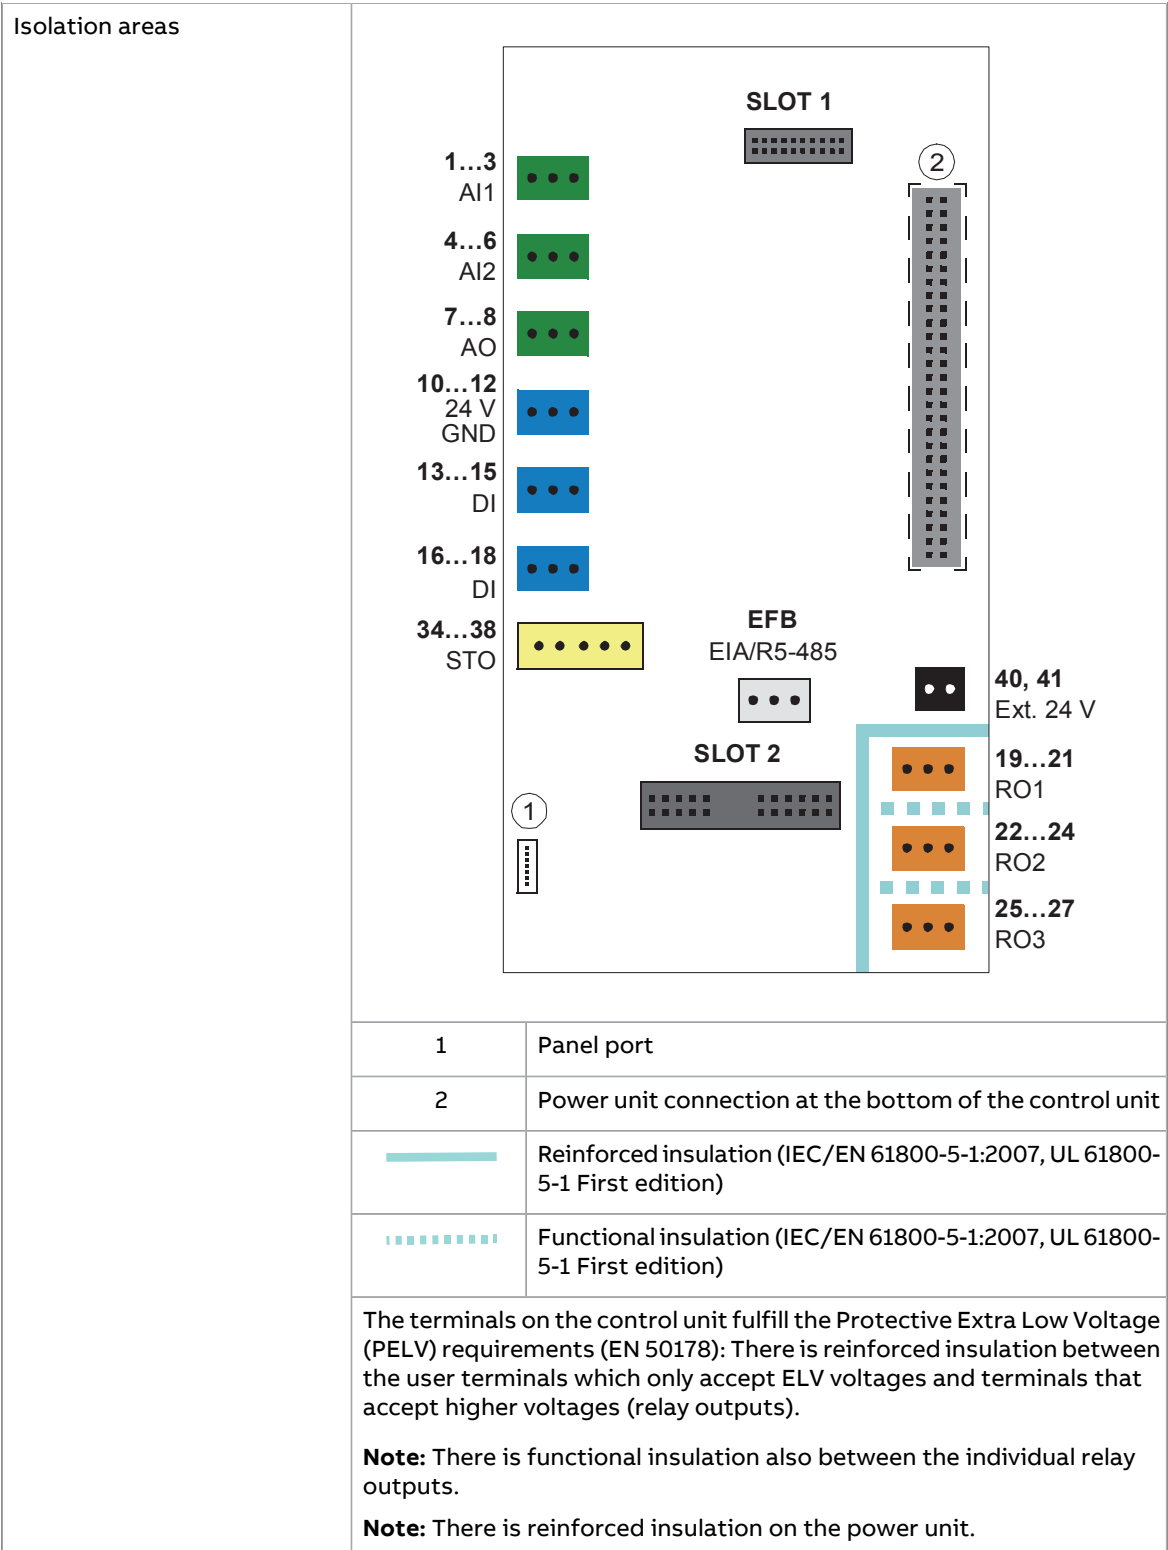 Isolation areas
SLOT 1
2
1…3
AI1
4…6
AI2
7…8
AO
10…12
24 V
GND
13…15
DI
16…18
DI
34…38
STO
EFB
EIA/R5-485
40, 41
Ext. 24 V
SLOT 2
19…21
RO1
1
22…24
RO2
25…27
RO3
1 Panel port
2 Power unit connection at the bottom of the control unit
Reinforced insulation (IEC/EN 61800-5-1:2007, UL 61800-
5-1 First edition)
Functional insulation (IEC/EN 61800-5-1:2007, UL 61800-
5-1 First edition)
The terminals on the control unit fulfill the Protective Extra Low Voltage
(PELV) requirements (EN 50178): There is reinforced insulation between
the user terminals which only accept ELV voltages and terminals that
accept higher voltages (relay outputs).
Note: There is functional insulation also between the individual relay
outputs.
Note: There is reinforced insulation on the power unit.